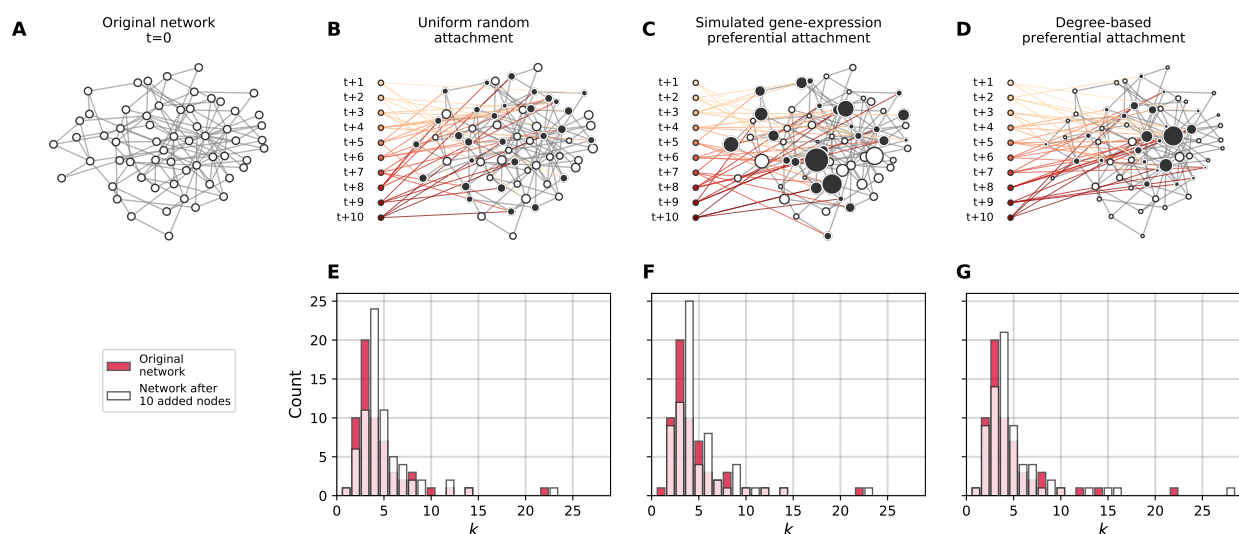 A
Original network
t=0
B
Uniform random
attachment
C
Simulated gene-expression
preferential attachment
D
Degree-based
preferential attachment
t+1
t+2
t+3
t+4
t+5
t+6
t+7
t+8
t+9
t+10
t+1
t+2
t+3
t+4
t+5
t+6
t+7
t+8
t+9
t+10
t+1
t+2
t+3
t+4
t+5
t+6
t+7
t+8
t+9
t+10
Original
network
Network after
10 added nodes
E
Count
25
20
15
10
5
0
0 5 10 15 20 25
k
F
0 5 10 15 20 25
k
G
0 5 10 15 20 25
k